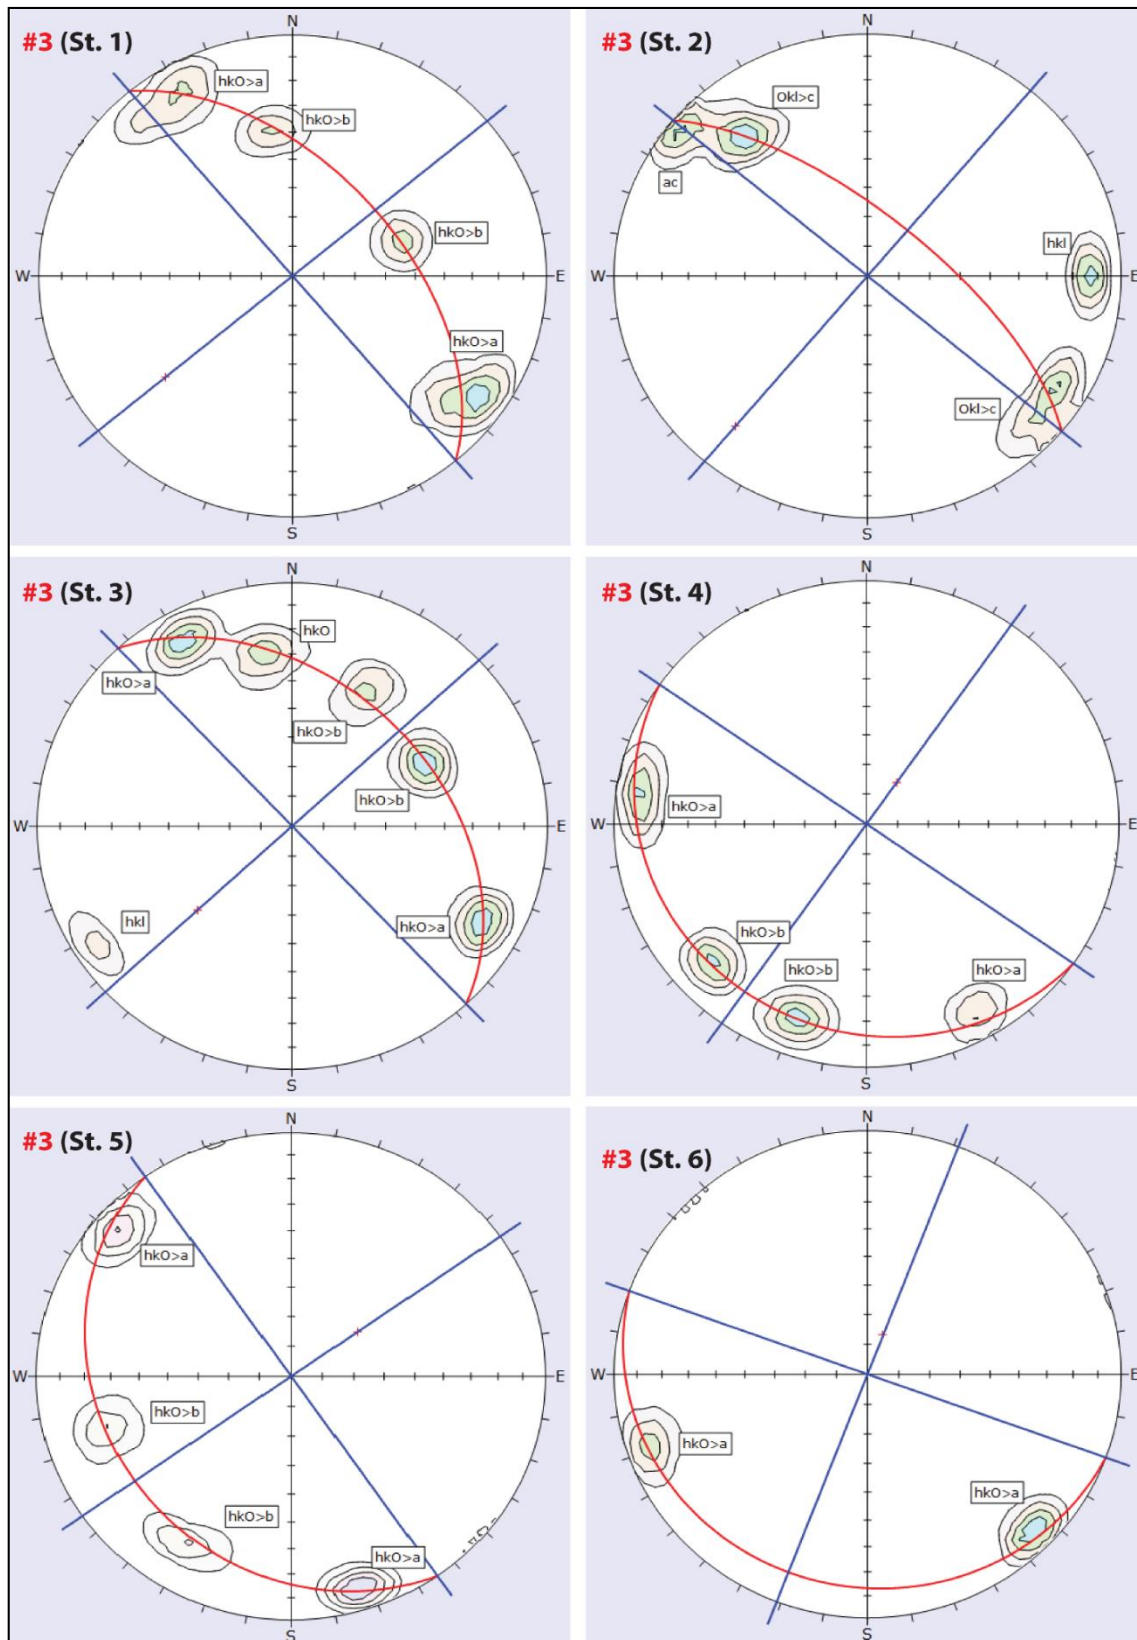 #3 (St. 1)
N
hkO>a
hkO>b
hkO>b
W
E
hkO>a
S
#3 (St. 2)
N
Okl>c
ac
hkl
W
E
Okl>c
S
#3 (St. 3)
N
hkO
hkO>a
hkO>b
hkO>b
W
E
hkl
hkO>a
S
#3 (St. 4)
N
hkO>a
W
E
hkO>b
hkO>b
hkO>a
S
#3 (St. 5)
N
hkO>a
W
E
hkO>b
hkO>b
hkO>a
S
#3 (St. 6)
N
W
E
hkO>a
hkO>a
S